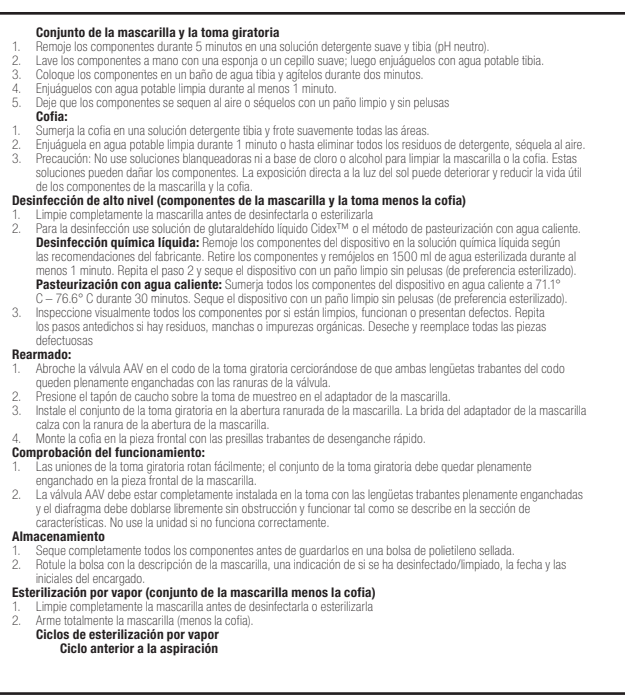 Conjunto de la mascarilla y la toma giratoria
1. Remoje los componentes durante 5 minutos en una solución detergente suave y tibia (pH neutro).
2. Lave los componentes a mano con una esponja o un cepillo suave; luego enjuáguelos con agua potable tibia.
3. Coloque los componentes en un baño de agua tibia y agítelos durante dos minutos.
4. Enjuáguelos con agua potable limpia durante al menos 1 minuto.
5. Deje que los componentes se sequen al aire o séquelos con un paño limpio y sin pelusas
Cofia:
1. Sumerja la cofia en una solución detergente tibia y frote suavemente todas las áreas.
2. Enjuáguela en agua potable limpia durante 1 minuto o hasta eliminar todos los residuos de detergente, séquela al aire.
3. Precaución: No use soluciones blanqueadoras ni a base de cloro o alcohol para limpiar la mascarilla o la cofia. Estas
soluciones pueden dañar los componentes. La exposición directa a la luz del sol puede deteriorar y reducir la vida útil
de los componentes de la mascarilla y la cofia.
Desinfección de alto nivel (componentes de la mascarilla y la toma menos la cofia)
1. Limpie completamente la mascarilla antes de desinfectarla o esterilizarla
2. Para la desinfección use solución de glutaraldehído líquido Cidex™ o el método de pasteurización con agua caliente.
Desinfección química líquida: Remoje los componentes del dispositivo en la solución química líquida según
las recomendaciones del fabricante. Retire los componentes y remójelos en 1500 ml de agua esterilizada durante al
menos 1 minuto. Repita el paso 2 y seque el dispositivo con un paño limpio sin pelusas (de preferencia esterilizado).
Pasteurización con agua caliente: Sumerja todos los componentes del dispositivo en agua caliente a 71.1°
C – 76.6° C durante 30 minutos. Seque el dispositivo con un paño limpio sin pelusas (de preferencia esterilizado).
3. Inspeccione visualmente todos los componentes por si están limpios, funcionan o presentan defectos. Repita
los pasos antedichos si hay residuos, manchas o impurezas orgánicas. Deseche y reemplace todas las piezas
defectuosas
Rearmado:
1. Abroche la válvula AAV en el codo de la toma giratoria cerciorándose de que ambas lengüetas trabantes del codo
queden plenamente enganchadas con las ranuras de la válvula.
2. Presione el tapón de caucho sobre la toma de muestreo en el adaptador de la mascarilla.
3. Instale el conjunto de la toma giratoria en la abertura ranurada de la mascarilla. La brida del adaptador de la mascarilla
calza con la ranura de la abertura de la mascarilla.
4. Monte la cofia en la pieza frontal con las presillas trabantes de desenganche rápido.
Comprobación del funcionamiento:
1. Las uniones de la toma giratoria rotan fácilmente; el conjunto de la toma giratoria debe quedar plenamente
enganchado en la pieza frontal de la mascarilla.
2. La válvula AAV debe estar completamente instalada en la toma con las lengüetas trabantes plenamente enganchadas
y el diafragma debe doblarse libremente sin obstrucción y funcionar tal como se describe en la sección de
características. No use la unidad si no funciona correctamente.
Almacenamiento
1. Seque completamente todos los componentes antes de guardarlos en una bolsa de polietileno sellada.
2. Rotule la bolsa con la descripción de la mascarilla, una indicación de si se ha desinfectado/limpiado, la fecha y las
iniciales del encargado.
Esterilización por vapor (conjunto de la mascarilla menos la cofia)
1. Limpie completamente la mascarilla antes de desinfectarla o esterilizarla
2. Arme totalmente la mascarilla (menos la cofia).
Ciclos de esterilización por vapor
Ciclo anterior a la aspiración